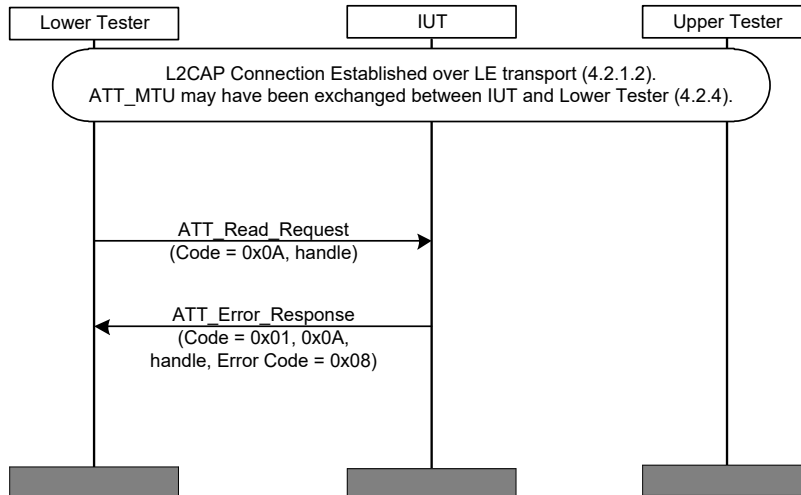 Lower Tester
IUT
Upper Tester
L2CAP Connection Established over LE transport (4.2.1.2).
ATT_MTU may have been exchanged between IUT and Lower Tester (4.2.4).
ATT_Read_Request
(Code = 0x0A, handle)
ATT_Error_Response
(Code = 0x01, 0x0A,
handle, Error Code = 0x08)